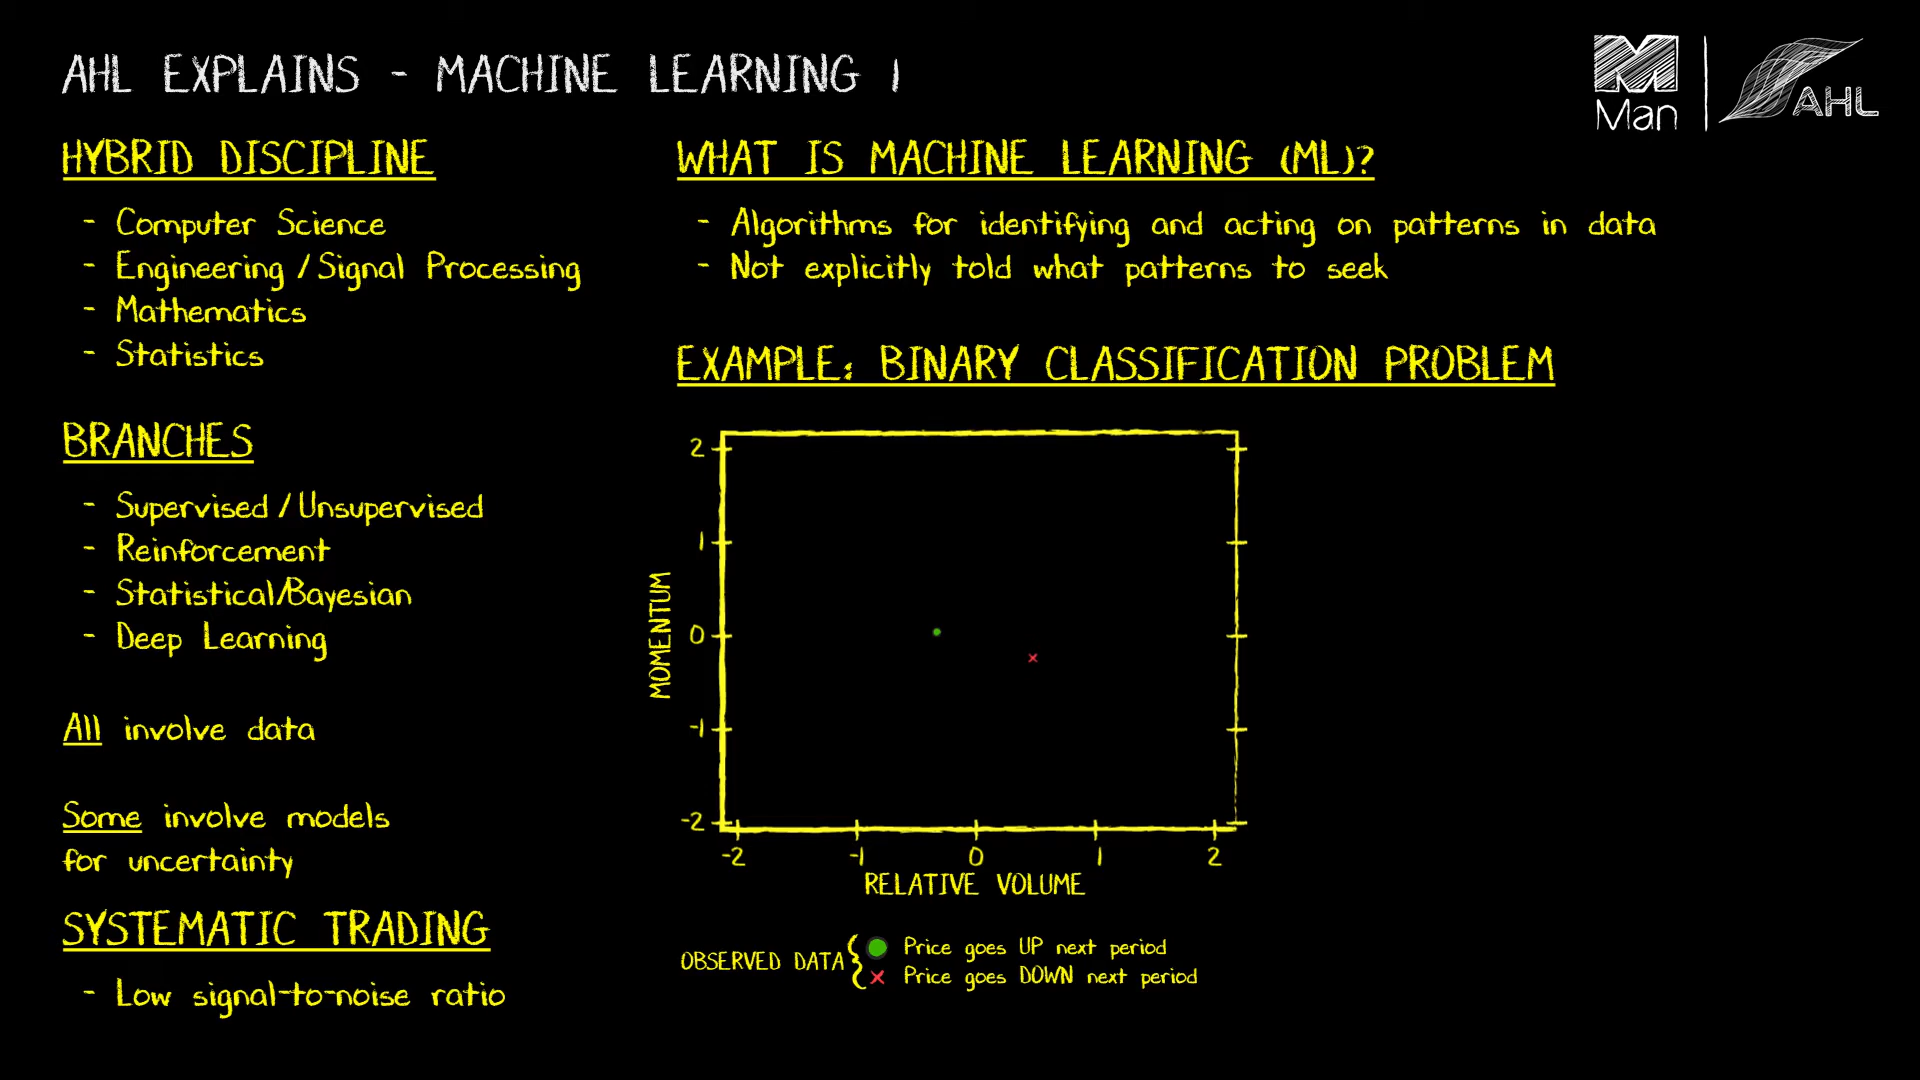 AHL EXPLAINS - MACHINE LEARNING 1
Man
AHL
HYBRID DISCIPLINE
- Computer Science
- Engineering / Signal Processing
- Mathematics
- Statistics
BRANCHES
- Supervised / Unsupervised
- Reinforcement
- Statistical/Bayesian
- Deep Learning
All involve data
Some involve models
for uncertainty
SYSTEMATIC TRADING
- Low signal-to-noise ratio
WHAT IS MACHINE LEARNING (ML)?
- Algorithms for identifying and acting on patterns in data
- Not explicitly told what patterns to seek
EXAMPLE: BINARY CLASSIFICATION PROBLEM
MOMENTUM
2
1
0
-1
-2
-2 -1 0 1 2
RELATIVE VOLUME
OBSERVED DATA
Price goes UP next period
Price goes DOWN next period